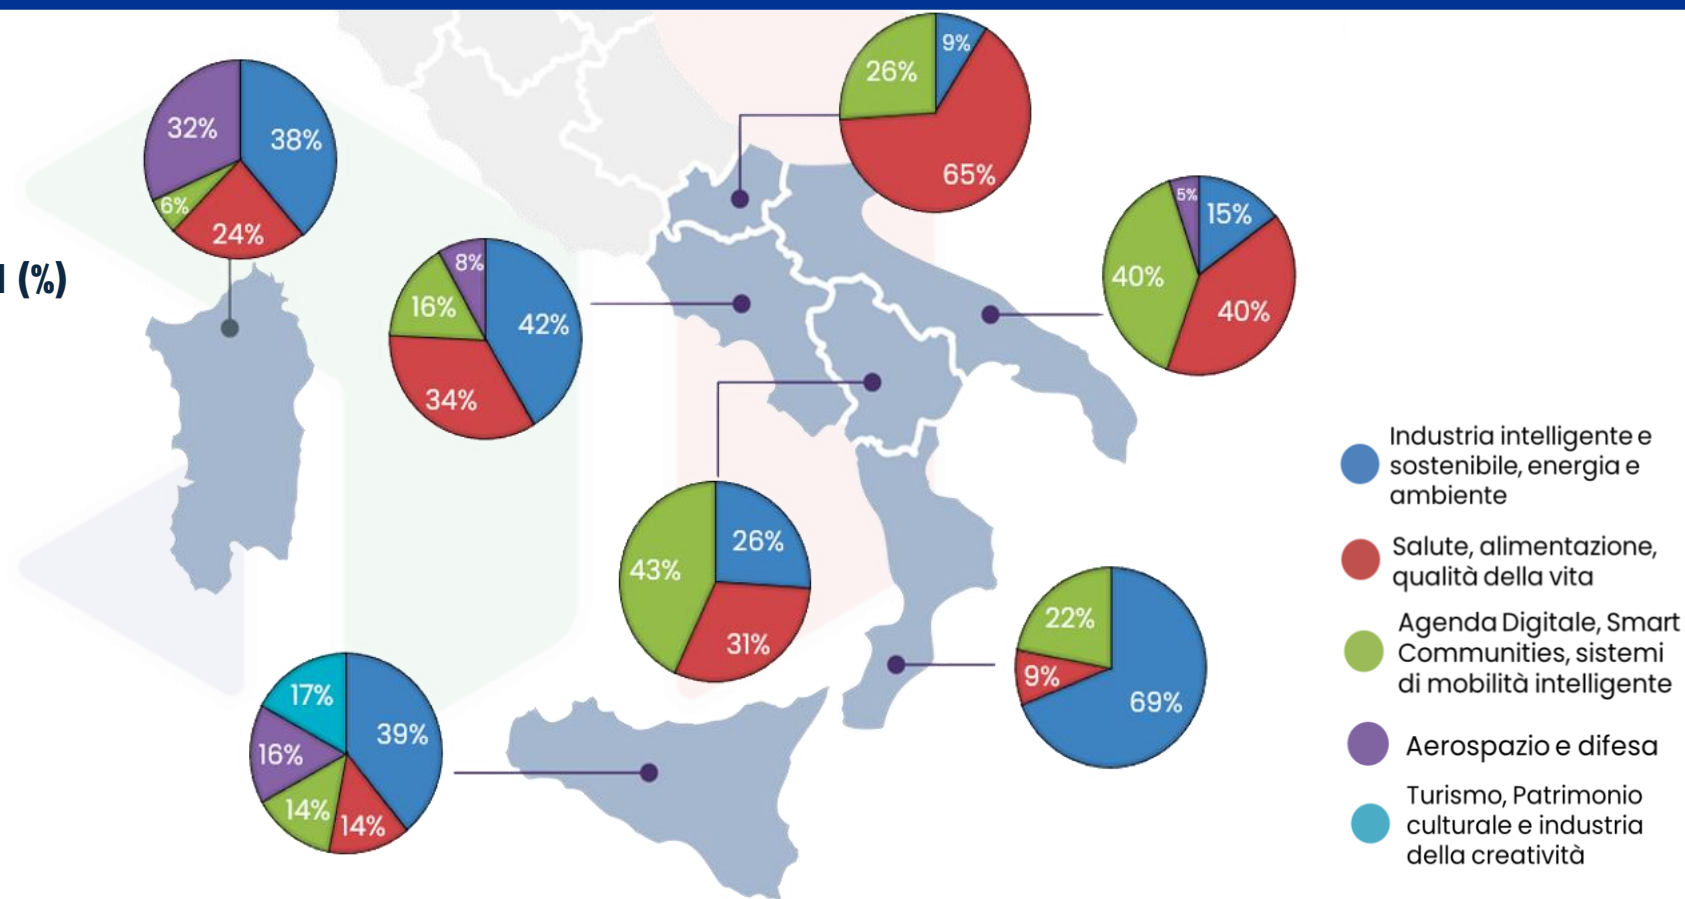 9%
26%
65%
32%
38%
6%
24%
5%
15%
40%
40%
(%)
8%
16%
42%
34%
26%
43%
31%
22%
9%
69%
17%
39%
16%
14%
14%
Industria intelligente e
sostenibile, energia e
ambiente
Salute, alimentazione,
qualità della vita
Agenda Digitale, Smart
Communities, sistemi
di mobilità intelligente
Aerospazio e difesa
Turismo, Patrimonio
culturale e industria
della creatività